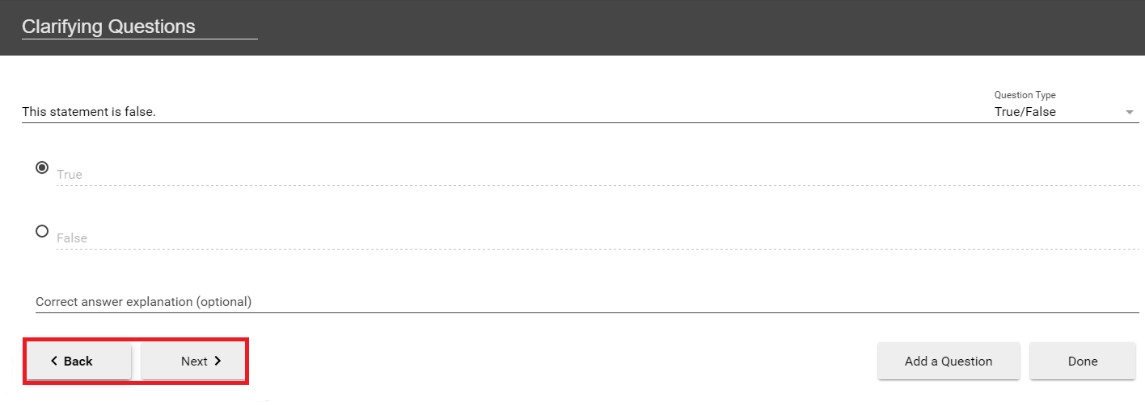 Clarifying Questions
Question Type
This statement is false.
True/False
True
False
Correct answer explanation (optional)
Back
Next
Add a Question
Done